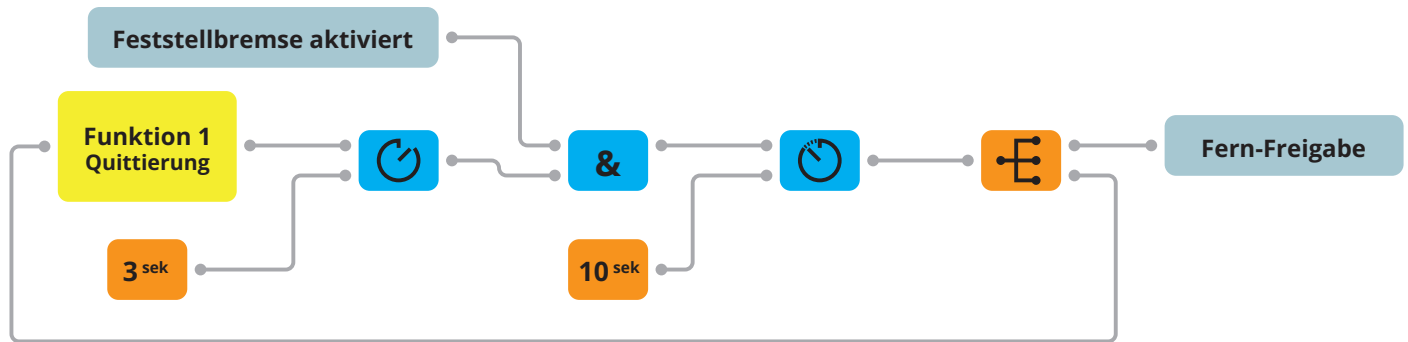 Feststellbremse aktiviert
Funktion 1
Quittierung
&
Fern-Freigabe
3 sek
10 sek